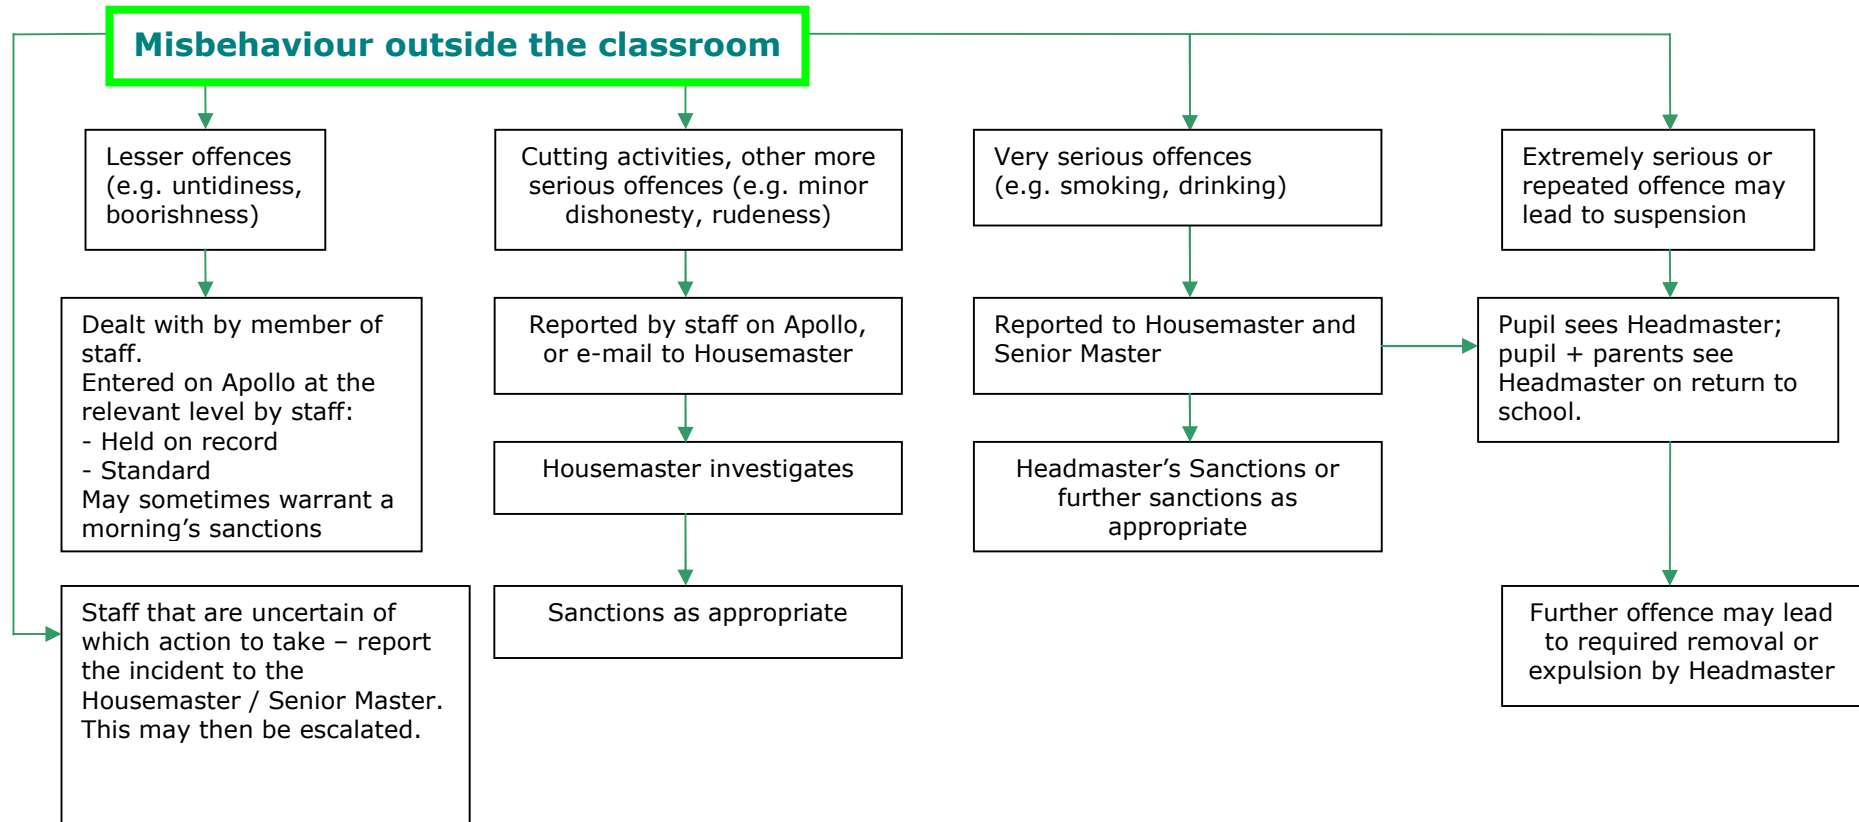 Misbehaviour outside the classroom
Lesser offences
(e.g. untidiness,
boorishness)
Cutting activities, other more
serious offences (e.g. minor
dishonesty, rudeness)
Very serious offences
(e.g. smoking, drinking)
Extremely serious or
repeated offence may
lead to suspension
Dealt with by member of
staff.
Entered on Apollo at the
relevant level by staff:
- Held on record
- Standard
May sometimes warrant a
morning’s sanctions
Reported by staff on Apollo,
or e-mail to Housemaster
Reported to Housemaster and
Senior Master
Pupil sees Headmaster;
pupil + parents see
Headmaster on return to
school.
Housemaster investigates
Headmaster’s Sanctions or
further sanctions as
appropriate
Staff that are uncertain of
which action to take – report
the incident to the
Housemaster / Senior Master.
This may then be escalated.
Sanctions as appropriate
Further offence may lead
to required removal or
expulsion by Headmaster